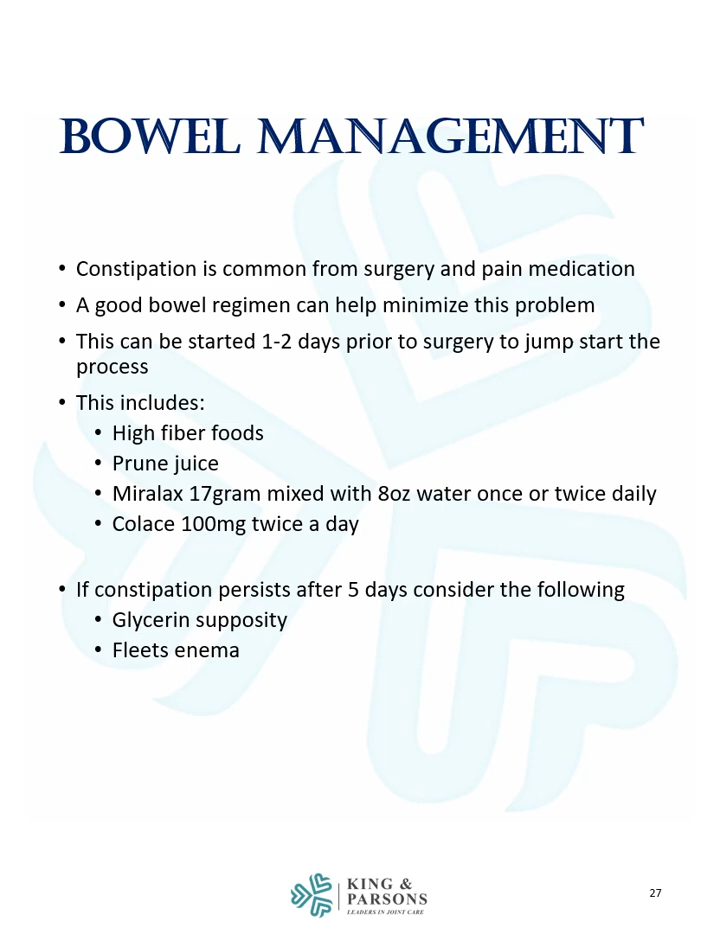 BOWEL MANAGEMENT
• Constipation is common from surgery and pain medication
• A good bowel regimen can help minimize this problem
• This can be started 1-2 days prior to surgery to jump start the
process
• This includes:
• High fiber foods
• Prune juice
• Miralax 17gram mixed with 8oz water once or twice daily
• Colace 100mg twice a day
• If constipation persists after 5 days consider the following
• Glycerin supposity
• Fleets enema
KING &
PARSONS
LEADERS IN JOINT CARE
27